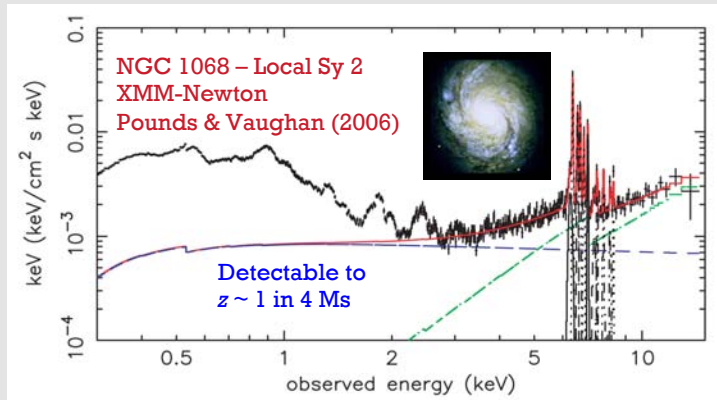 0.1
NGC 1068 – Local Sy 2
XMM-Newton
Pounds & Vaughan (2006)
0.01
keV (keV/cm² s keV)
10⁻³
Detectable to
z ~ 1 in 4 Ms
10⁻⁴
0.5 1 2 5 10
observed energy (keV)